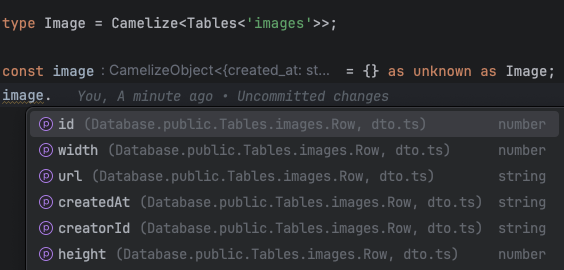 type Image = Camelize<Tables<'images'>>;
const image : CamelizeObject<{created_at: st... = {} as unknown as Image;
image. You, A minute ago • Uncommitted changes
p id (Database.public.Tables.images.Row, dto.ts) number
p width (Database.public.Tables.images.Row, dto.ts) number
p url (Database.public.Tables.images.Row, dto.ts) string
p createdAt (Database.public.Tables.images.Row, dto.ts) string
p creatorId (Database.public.Tables.images.Row, dto.ts) string
p height (Database.public.Tables.images.Row, dto.ts) number